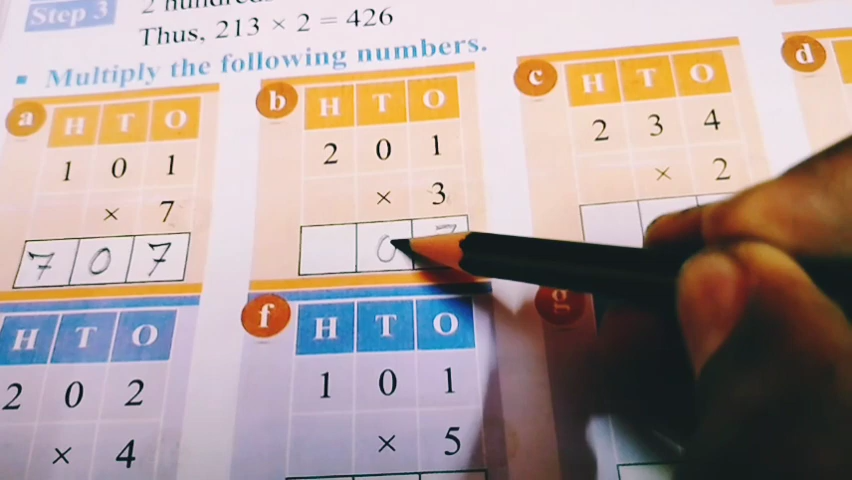 Step 3
Thus, 213 × 2 = 426
▪ Multiply the following numbers.
a
H T O
1 0 1
× 7
7 0 7
b
H T O
2 0 1
× 3
0
c
H T O
2 3 4
× 2
d
H T O
2 0 2
× 4
f
H T O
1 0 1
× 5
g